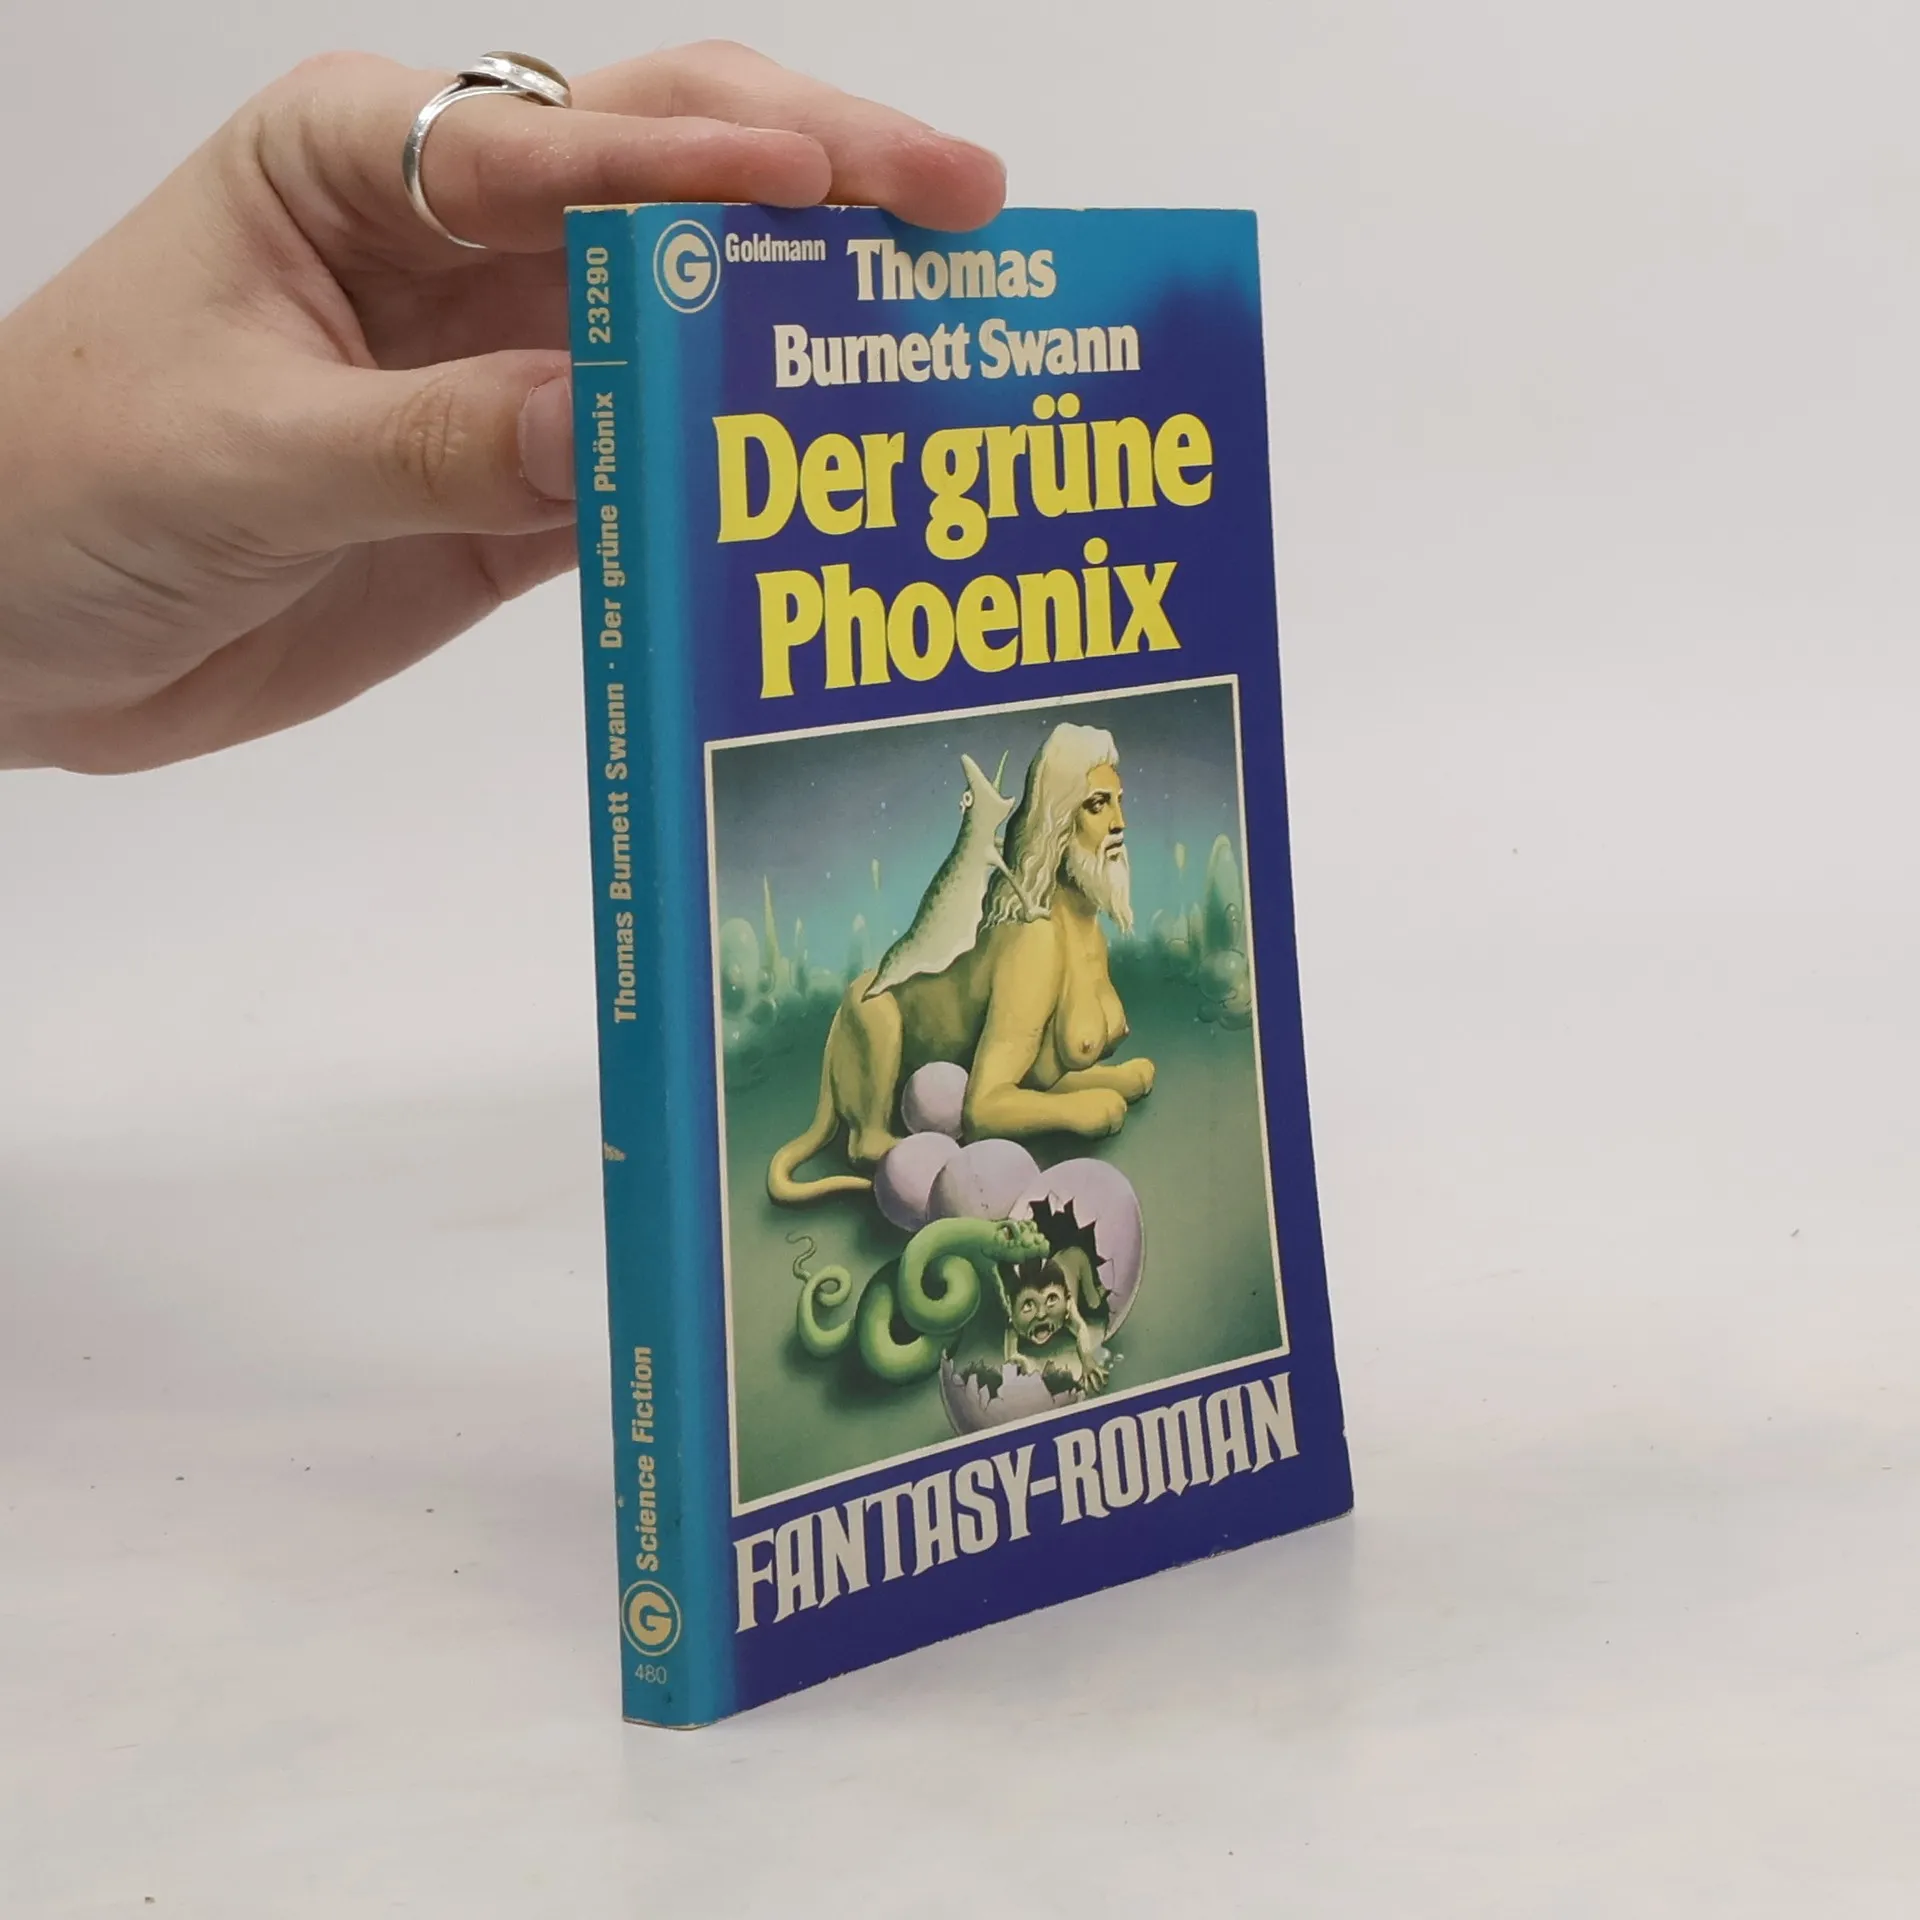 G Goldmann
Thomas
Burnett Swann
Der grüne
Phoenix
FANTASY-ROMAN
Thomas Burnett Swann · Der grüne Phönix | 23290
G Science Fiction
480